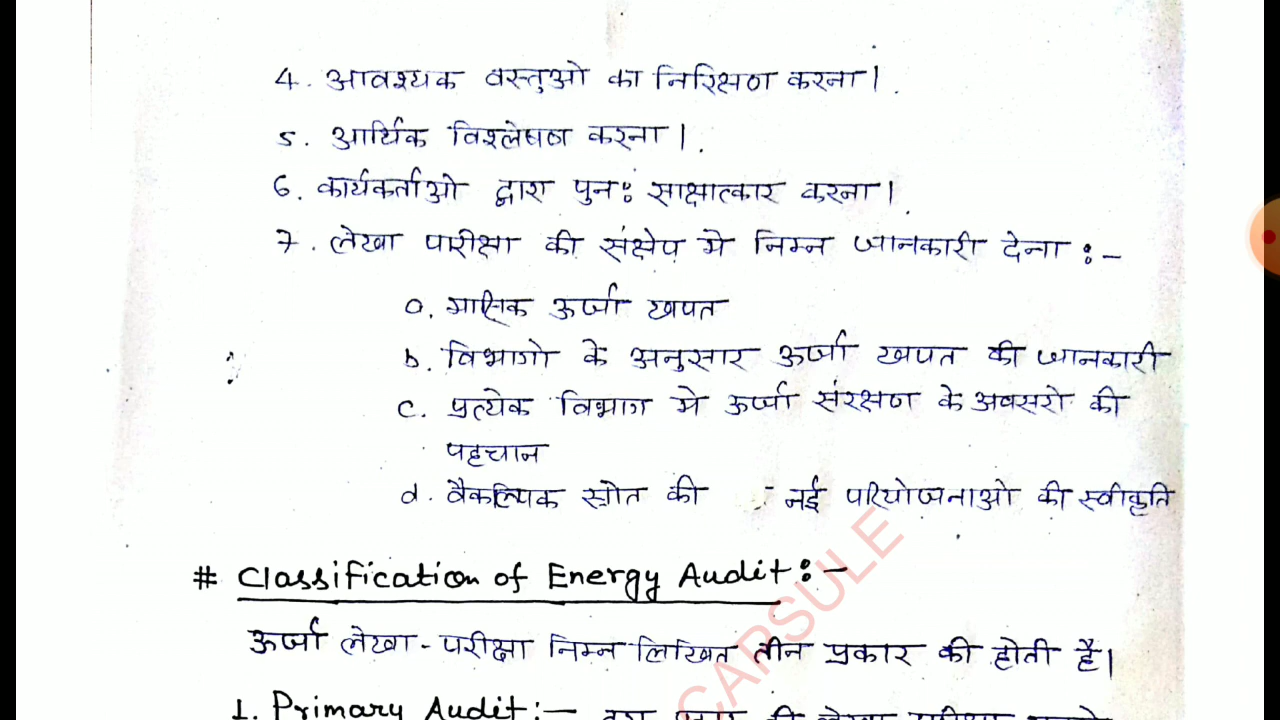 4. आवश्यक वस्तुओ का निरिक्षण करना।
5. आर्थिक विश्लेषण करना।
6. कार्यकर्ताओ द्वारा पुनः साक्षात्कार करना।
7. लेखा पारीक्षा की संक्षेप मे निम्न जानकारी देना :-
a. मासिक ऊर्जा खपत
b. विभागो के अनुसार ऊर्जा खपत की जानकारी
c. प्रत्येक विभाग मे ऊर्जा संरक्षण के अवसरो की
पहचान
d. वैकल्पिक स्रोत की - नई परियोजनाओ की स्वीकृति
# Classification of Energy Audit :-
ऊर्जा लेखा-परीक्षा निम्न लिखित तीन प्रकार की होती है।
CAPSULE
1. Primary Audit :-